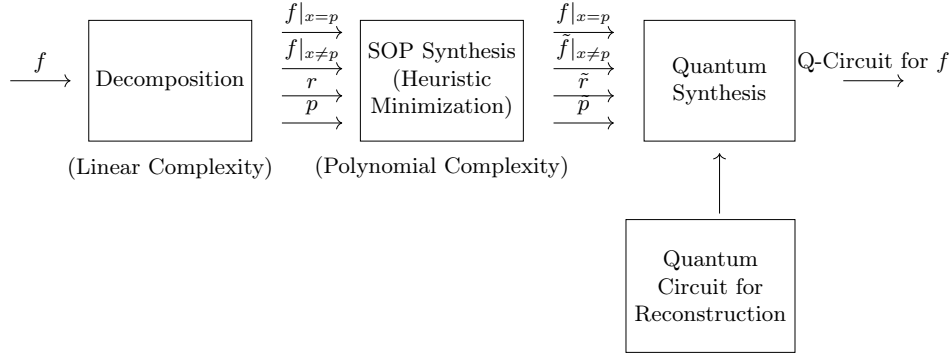 f
Decomposition
(Linear Complexity)
f|x=p
f|x≠p
r
p
SOP Synthesis
(Heuristic
Minimization)
(Polynomial Complexity)
f|x=p
f̃|x≠p
r̃
p̃
Quantum
Synthesis
Q-Circuit for f
Quantum
Circuit for
Reconstruction